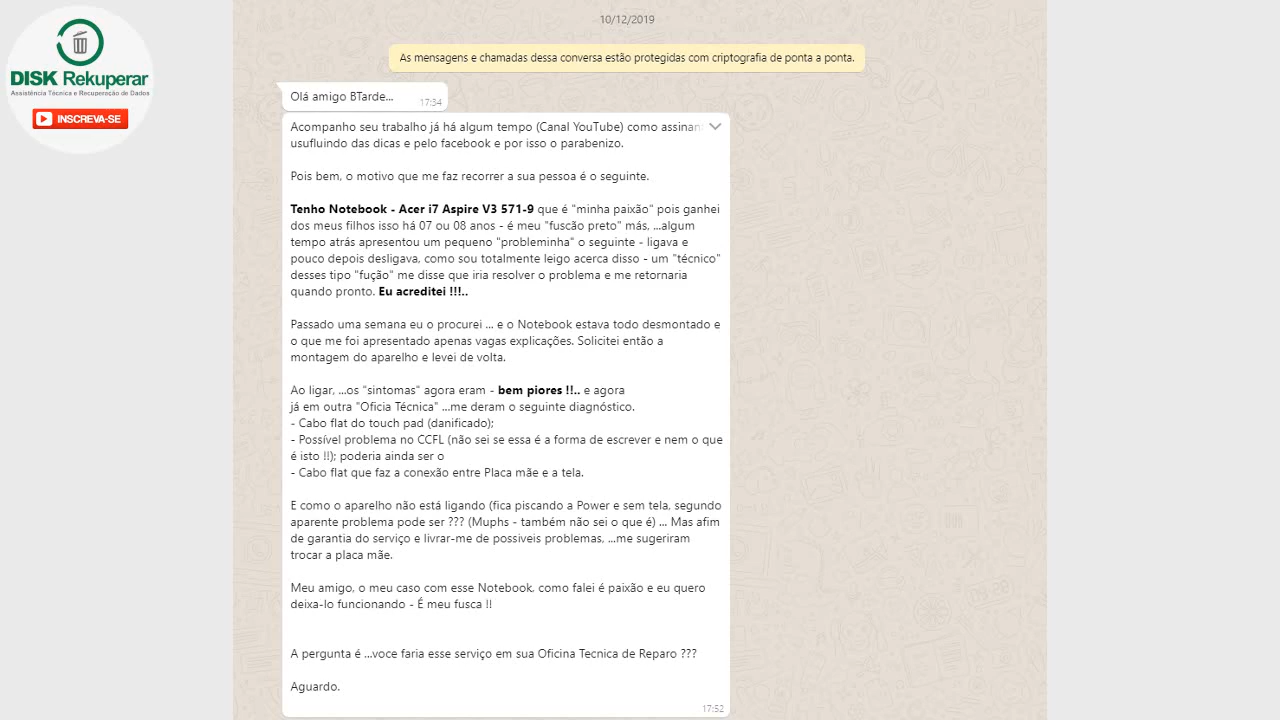 DISK Rekuperar
Assistência Técnica e Recuperação de Dados
INSCREVA-SE
10/12/2019
As mensagens e chamadas dessa conversa estão protegidas com criptografia de ponta a ponta.
Olá amigo BTarde...
17:34
Acompanho seu trabalho já há algum tempo (Canal YouTube) como assinan
usufluindo das dicas e pelo facebook e por isso o parabenizo.
Pois bem, o motivo que me faz recorrer a sua pessoa é o seguinte.
Tenho Notebook - Acer i7 Aspire V3 571-9 que é "minha paixão" pois ganhei
dos meus filhos isso há 07 ou 08 anos - é meu "fuscão preto" más, ...algum
tempo atrás apresentou um pequeno "probleminha" o seguinte - ligava e
pouco depois desligava, como sou totalmente leigo acerca disso - um "técnico"
desses tipo "fução" me disse que iria resolver o problema e me retornaria
quando pronto. Eu acreditei !!!..
Passado uma semana eu o procurei ... e o Notebook estava todo desmontado e
o que me foi apresentado apenas vagas explicações. Solicitei então a
montagem do aparelho e levei de volta.
Ao ligar, ...os "sintomas" agora eram - bem piores !!.. e agora
já em outra "Oficia Técnica" ...me deram o seguinte diagnóstico.
- Cabo flat do touch pad (danificado);
- Possível problema no CCFL (não sei se essa é a forma de escrever e nem o que
é isto !!); poderia ainda ser o
- Cabo flat que faz a conexão entre Placa mãe e a tela.
E como o aparelho não está ligando (fica piscando a Power e sem tela, segundo
aparente problema pode ser ??? (Muphs - também não sei o que é) ... Mas afim
de garantia do serviço e livrar-me de possiveis problemas, ...me sugeriram
trocar a placa mãe.
Meu amigo, o meu caso com esse Notebook, como falei é paixão e eu quero
deixa-lo funcionando - É meu fusca !!
A pergunta é ...voce faria esse serviço em sua Oficina Tecnica de Reparo ???
Aguardo.
17:52